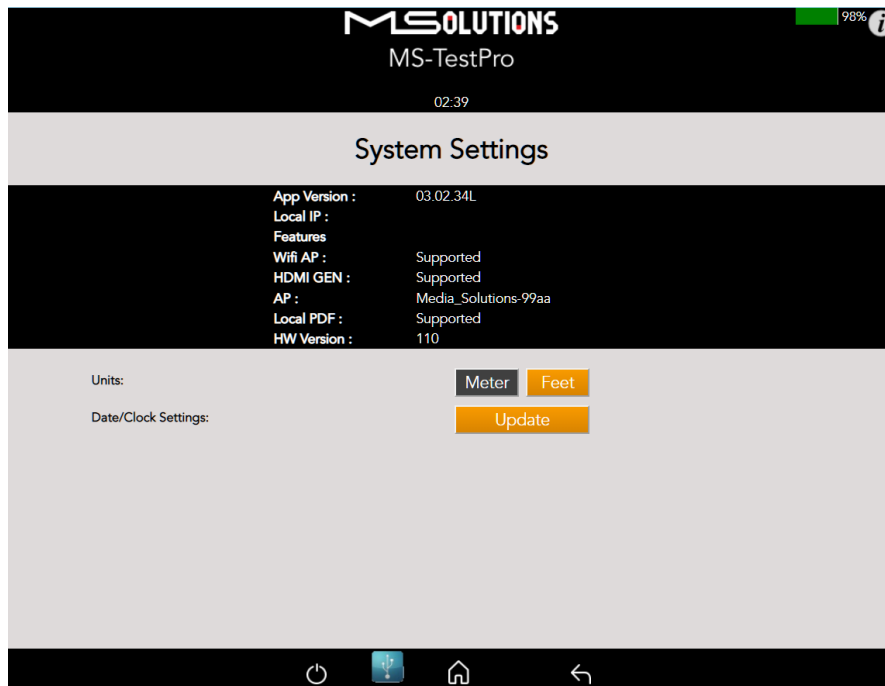 MSOLUTIONS
98%
MS-TestPro
02:39
System Settings
App Version : 03.02.34L
Local IP :
Features
Wifi AP : Supported
HDMI GEN : Supported
AP : Media_Solutions-99aa
Local PDF : Supported
HW Version : 110
Units: Meter Feet
Date/Clock Settings: Update